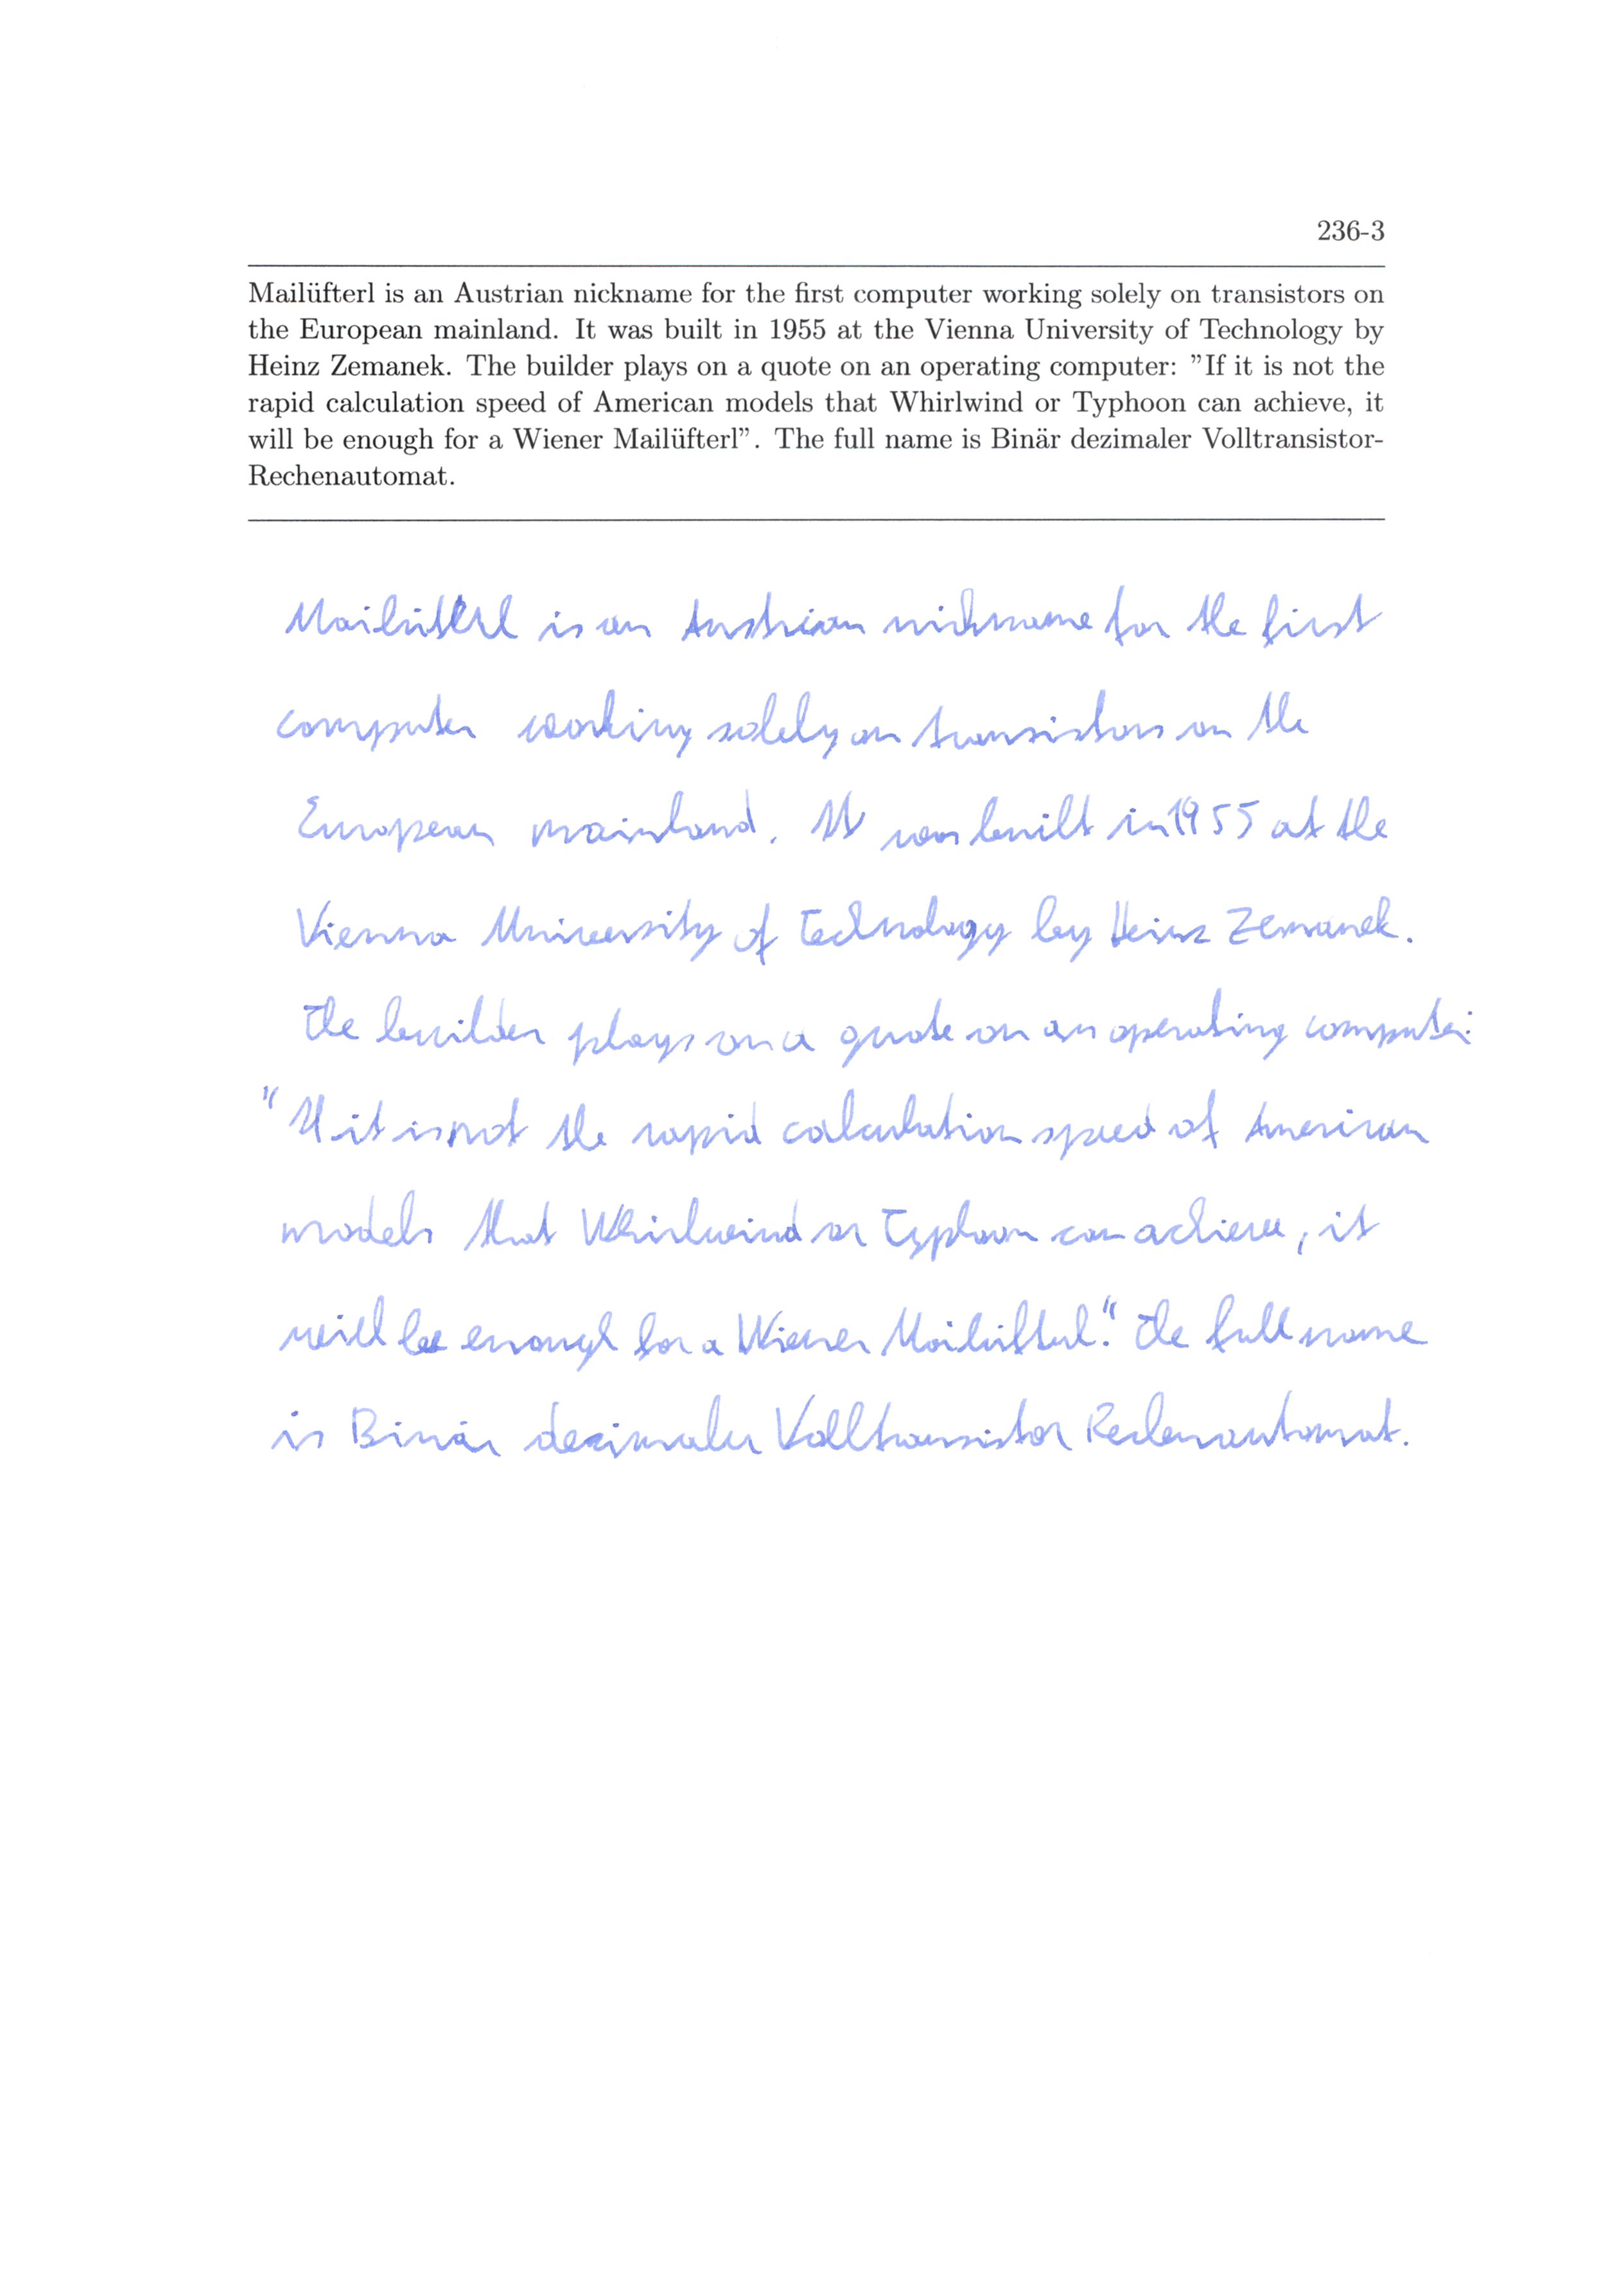 236-3
Mailüfterl is an Austrian nickname for the first computer working solely on transistors on
the European mainland. It was built in 1955 at the Vienna University of Technology by
Heinz Zemanek. The builder plays on a quote on an operating computer: ”If it is not the
rapid calculation speed of American models that Whirlwind or Typhoon can achieve, it
will be enough for a Wiener Mailüfterl”. The full name is Binär dezimaler Volltransistor-
Rechenautomat.
Mailüfterl is an Austrian nickname for the first
computer working solely on transistors on the
European mainland. It was built in 1955 at the
Vienna University of Technology by Heinz Zemanek.
The builder plays on a quote on an operating computer:
"If it is not the rapid calculation speed of American
models that Whirlwind or Typhoon can achieve, it
will be enough for a Wiener Mailüfterl." The full name
is Binär dezimaler Volltransistor Rechenautomat.